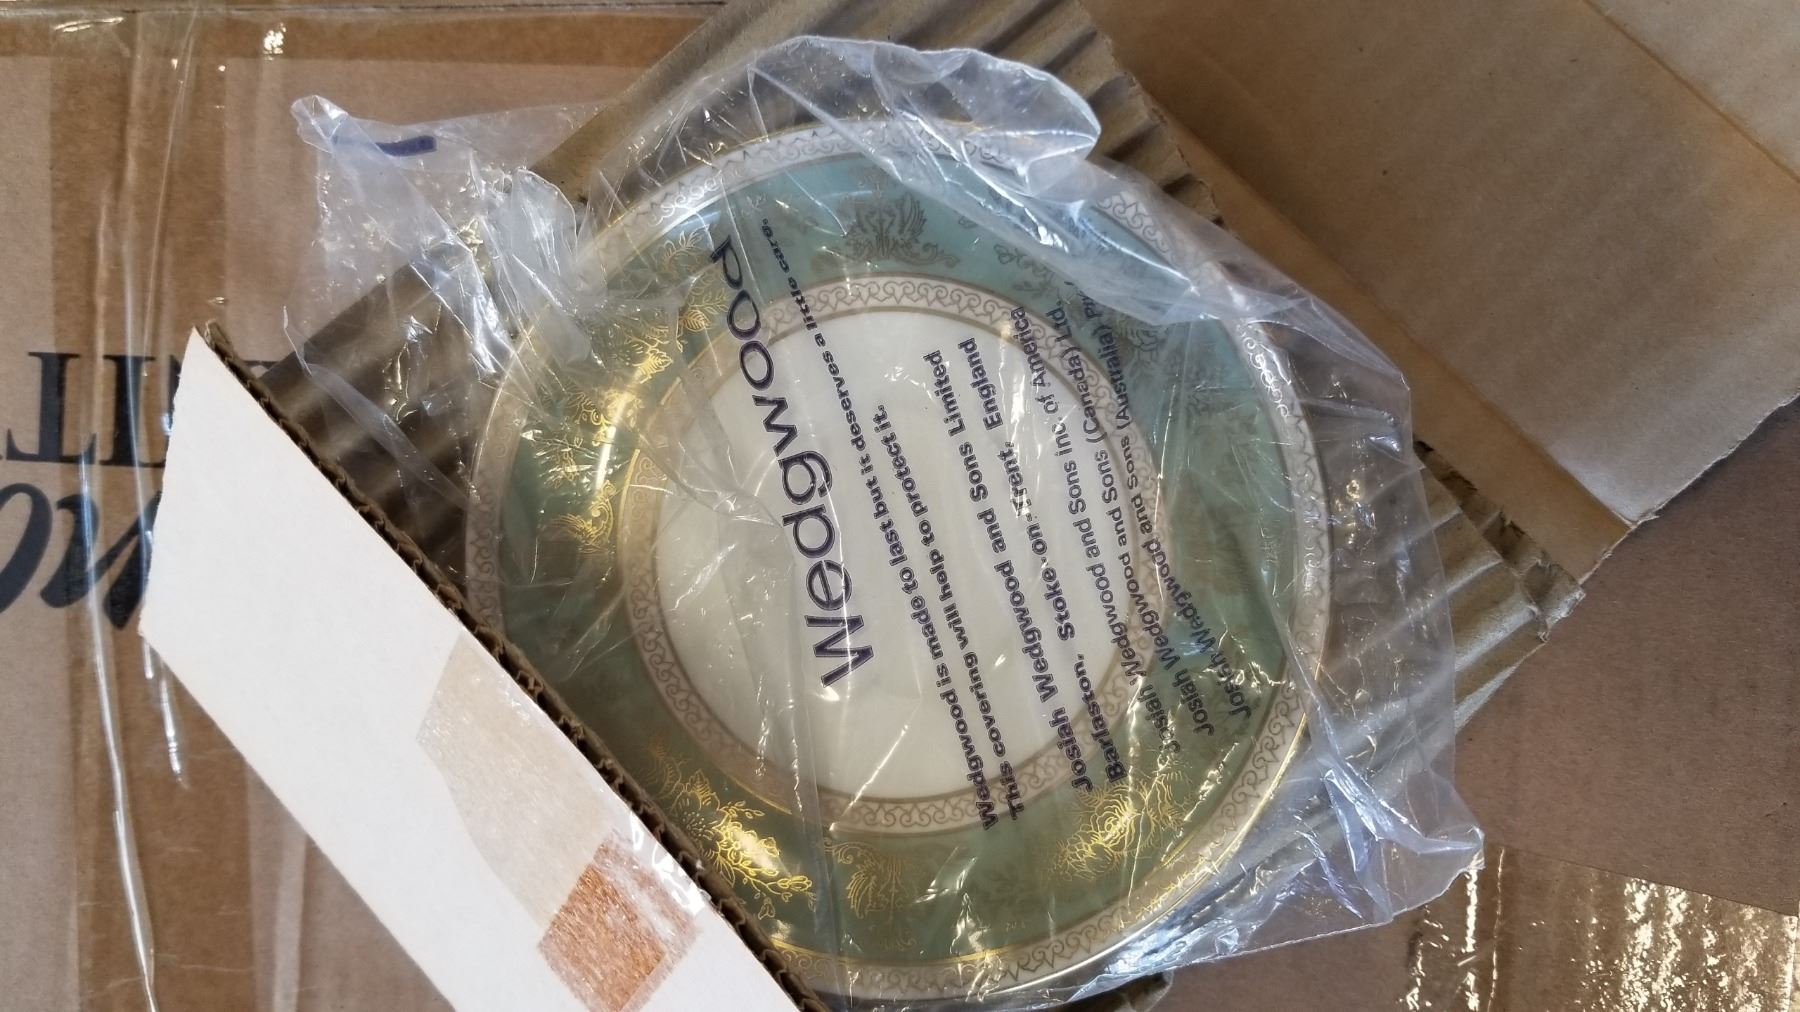 Wedgwood
Wedgwood is made to last but it deserves a little care.
This covering will help to protect it.
Josiah Wedgwood and Sons Limited
Barlaston, Stoke-on-Trent, England
Josiah Wedgwood and Sons Inc of America
Josiah Wedgwood and Sons (Canada) Ltd.
Josiah Wedgwood and Sons (Australia)